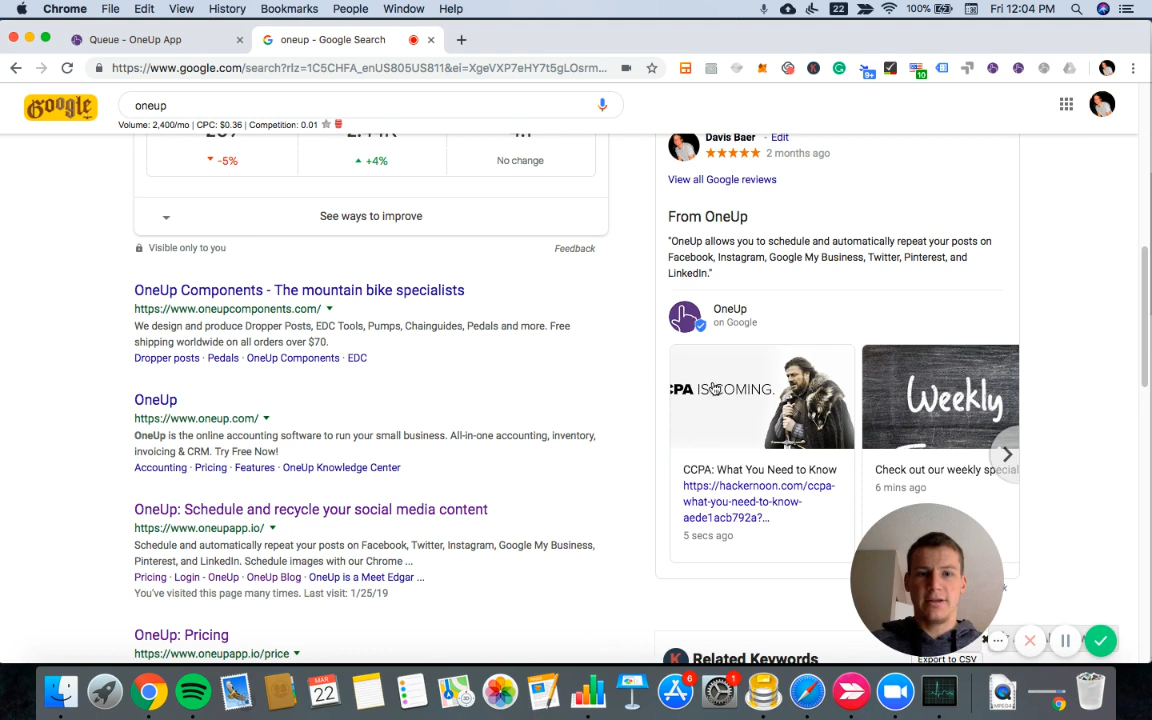 Chrome File Edit View History Bookmarks People Window Help
22 100% Fri 12:04 PM
Queue - OneUp App
oneup - Google Search
https://www.google.com/search?rlz=1C5CHFA_enUS805US811&ei=XgeVXP7eHY7t5gLOsrm...
9+
10
Google
oneup
Volume: 2,400/mo | CPC: $0.36 | Competition: 0.01
-5%
+4%
No change
See ways to improve
Visible only to you
Feedback
OneUp Components - The mountain bike specialists
https://www.oneupcomponents.com/
We design and produce Dropper Posts, EDC Tools, Pumps, Chainguides, Pedals and more. Free
shipping worldwide on all orders over $70.
Dropper posts · Pedals · OneUp Components · EDC
OneUp
https://www.oneup.com/
OneUp is the online accounting software to run your small business. All-in-one accounting, inventory,
invoicing & CRM. Try Free Now!
Accounting · Pricing · Features · OneUp Knowledge Center
OneUp: Schedule and recycle your social media content
https://www.oneupapp.io/
Schedule and automatically repeat your posts on Facebook, Twitter, Instagram, Google My Business,
Pinterest, and LinkedIn. Schedule images with our Chrome ...
Pricing · Login - OneUp · OneUp Blog · OneUp is a Meet Edgar ...
You've visited this page many times. Last visit: 1/25/19
OneUp: Pricing
https://www.oneupapp.io/price
Davis Baer - Edit
2 months ago
View all Google reviews
From OneUp
"OneUp allows you to schedule and automatically repeat your posts on
Facebook, Instagram, Google My Business, Twitter, Pinterest, and
LinkedIn."
OneUp
on Google
CPA IS COMING.
Weekly
CCPA: What You Need to Know
https://hackernoon.com/ccpa-
what-you-need-to-know-
aede1acb792a?...
5 secs ago
Check out our weekly special
6 mins ago
Related Keywords
Export to CSV
MAR
22
6
1